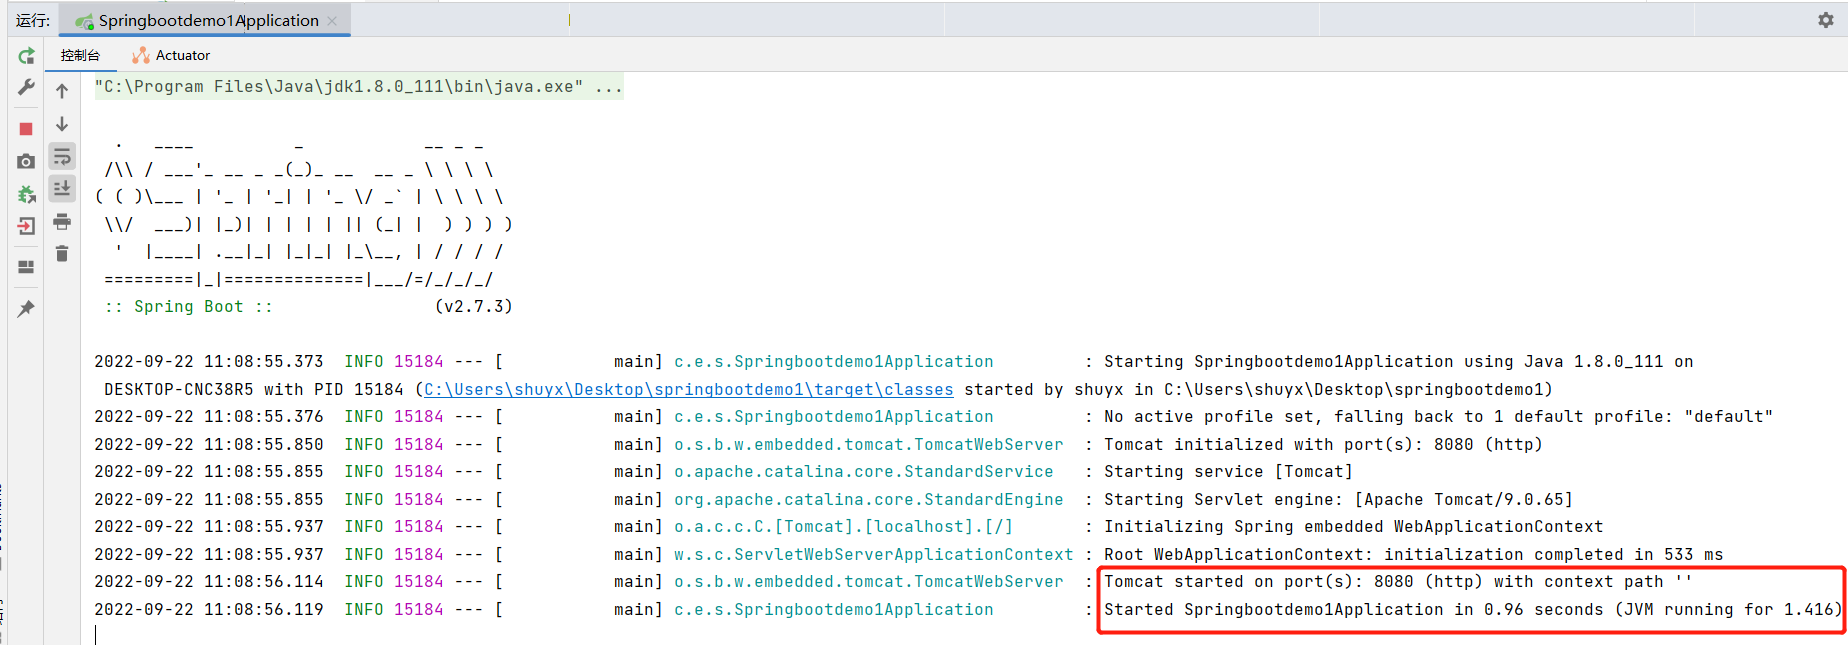 运行: Springbootdemo1Application
控制台 Actuator
"C:\Program Files\Java\jdk1.8.0_111\bin\java.exe" ...
  .   ____          _            __ _ _
 /\\ / ___'_ __ _ _(_)_ __  __ _ \ \ \ \
( ( )\___ | '_ | '_| | '_ \/ _` | \ \ \ \
 \\/  ___)| |_)| | | | | || (_| |  ) ) ) )
  '  |____| .__|_| |_|_| |_\__, | / / / /
 =========|_|==============|___/=/_/_/_/
 :: Spring Boot ::                (v2.7.3)
2022-09-22 11:08:55.373  INFO 15184 --- [           main] c.e.s.Springbootdemo1Application         : Starting Springbootdemo1Application using Java 1.8.0_111 on
 DESKTOP-CNC38R5 with PID 15184 (C:\Users\shuyx\Desktop\springbootdemo1\target\classes started by shuyx in C:\Users\shuyx\Desktop\springbootdemo1)
2022-09-22 11:08:55.376  INFO 15184 --- [           main] c.e.s.Springbootdemo1Application         : No active profile set, falling back to 1 default profile: "default"
2022-09-22 11:08:55.850  INFO 15184 --- [           main] o.s.b.w.embedded.tomcat.TomcatWebServer  : Tomcat initialized with port(s): 8080 (http)
2022-09-22 11:08:55.855  INFO 15184 --- [           main] o.apache.catalina.core.StandardService   : Starting service [Tomcat]
2022-09-22 11:08:55.855  INFO 15184 --- [           main] org.apache.catalina.core.StandardEngine  : Starting Servlet engine: [Apache Tomcat/9.0.65]
2022-09-22 11:08:55.937  INFO 15184 --- [           main] o.a.c.c.C.[Tomcat].[localhost].[/]       : Initializing Spring embedded WebApplicationContext
2022-09-22 11:08:55.937  INFO 15184 --- [           main] w.s.c.ServletWebServerApplicationContext : Root WebApplicationContext: initialization completed in 533 ms
2022-09-22 11:08:56.114  INFO 15184 --- [           main] o.s.b.w.embedded.tomcat.TomcatWebServer  : Tomcat started on port(s): 8080 (http) with context path ''
2022-09-22 11:08:56.119  INFO 15184 --- [           main] c.e.s.Springbootdemo1Application         : Started Springbootdemo1Application in 0.96 seconds (JVM running for 1.416)